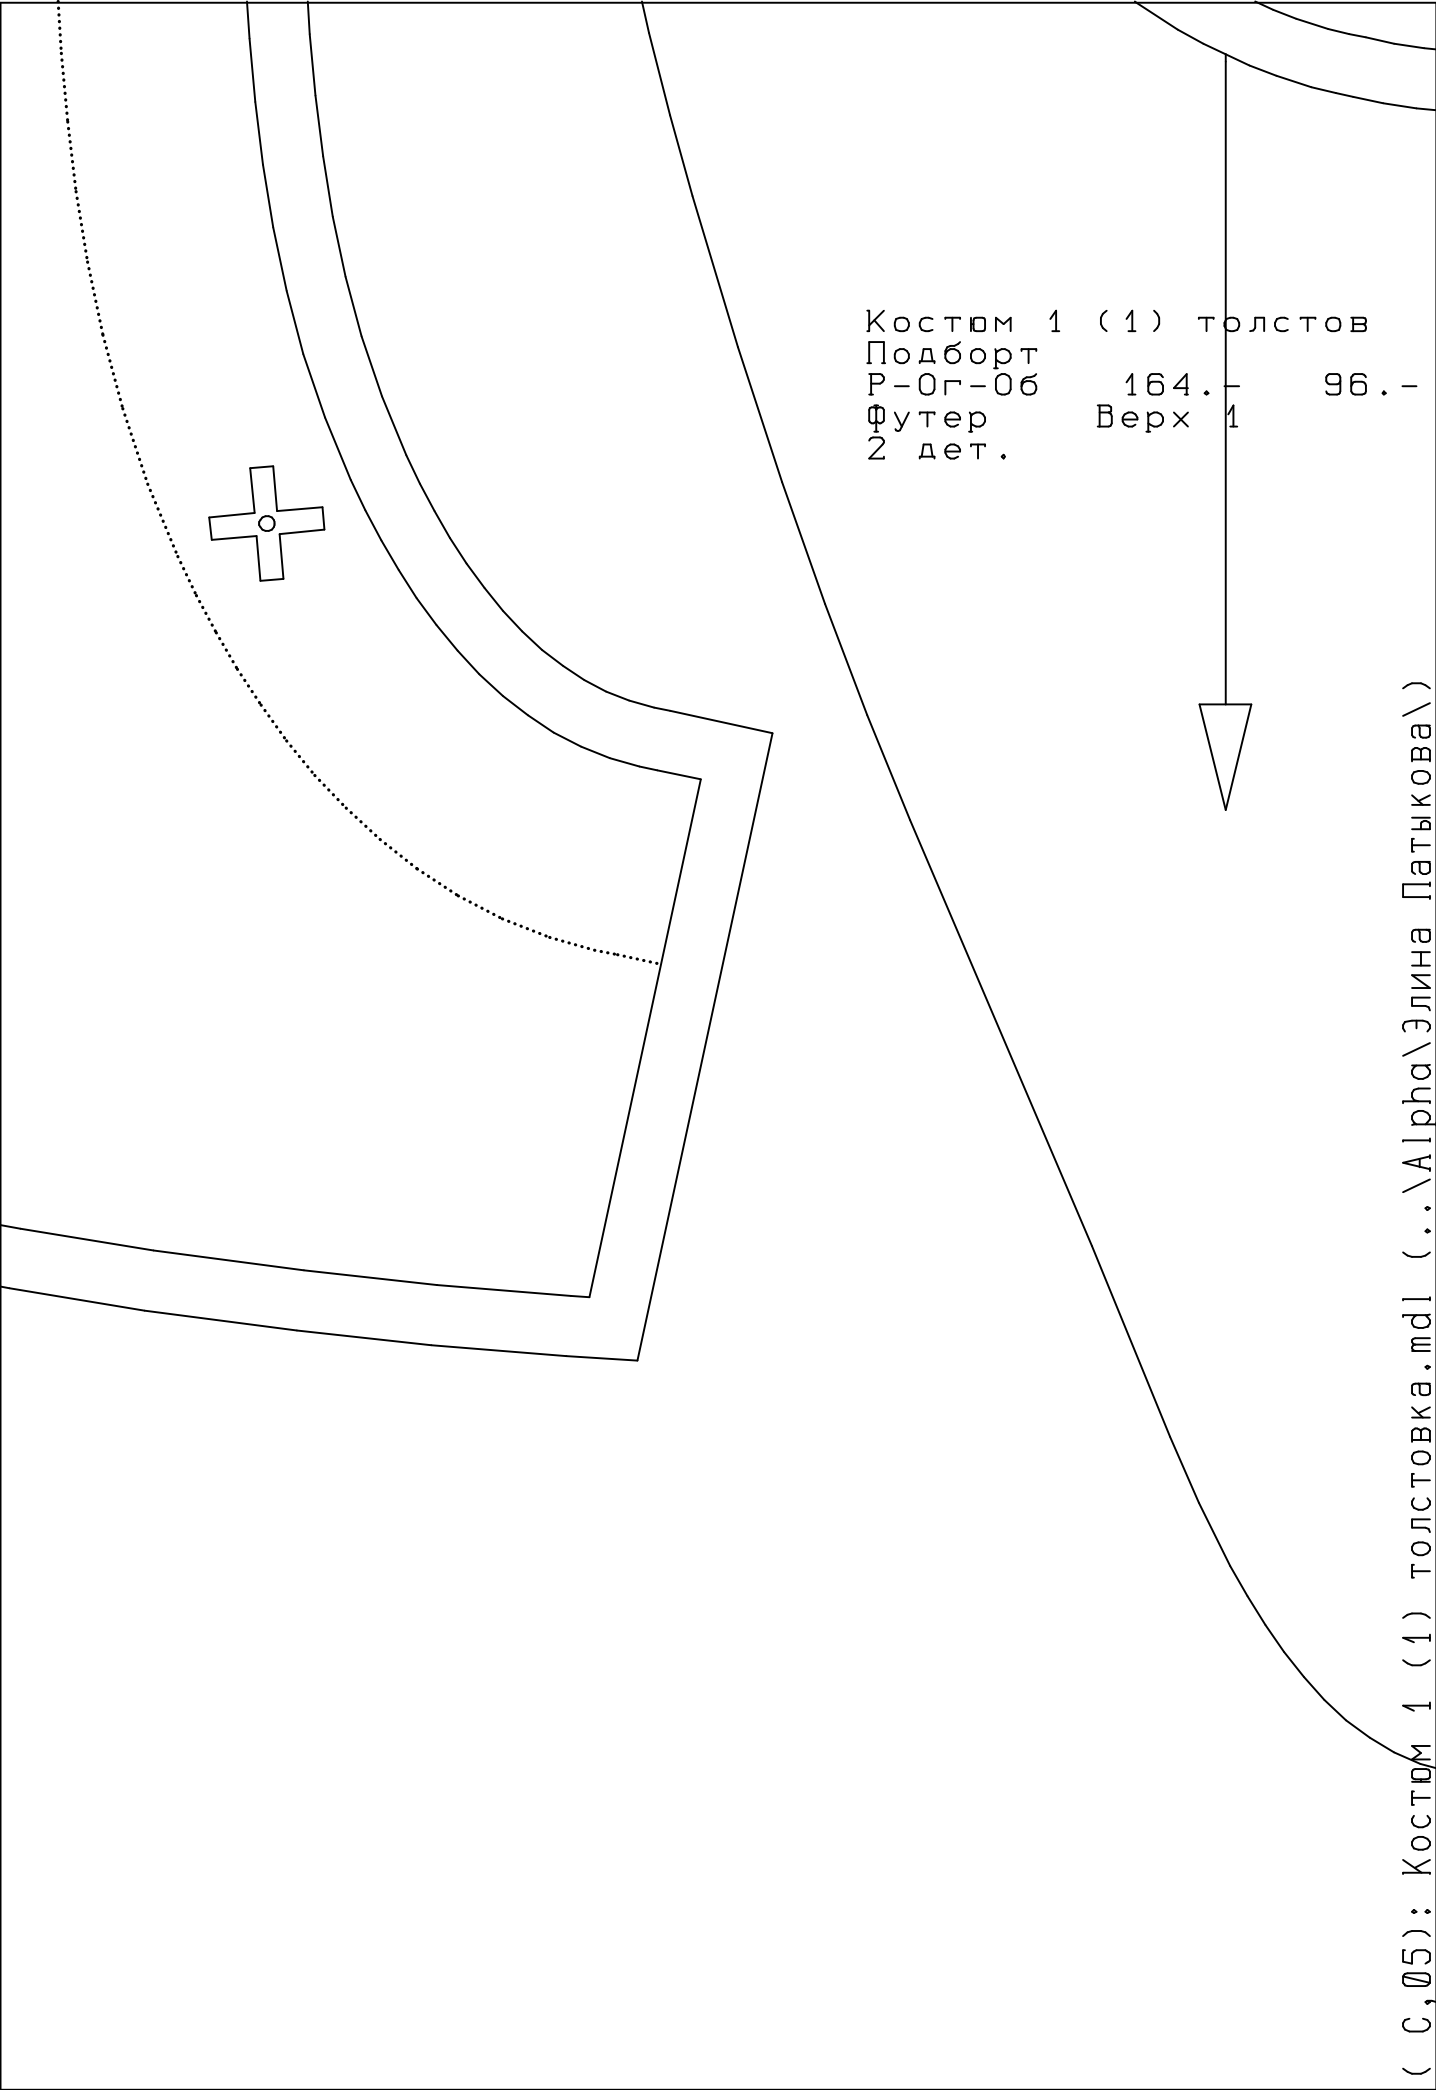 Костюм 1 (1) толстов
Подборт
Р-Ог-Об 164.- 96.-
Футер Верх 1
2 дет.
( C,05): Костюм 1 (1) толстовка.mdl (..\Alpha\Элина Патыкова\)